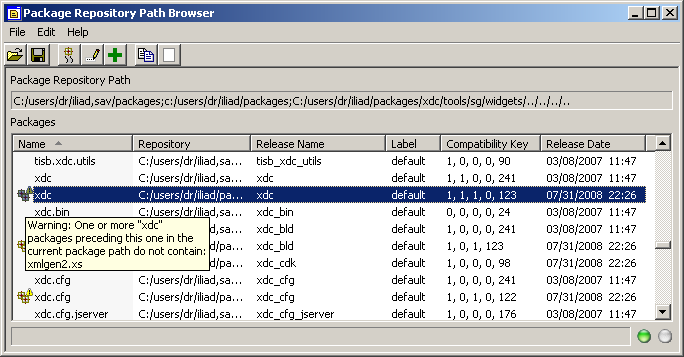 Package Repository Path Browser
File Edit Help
Package Repository Path
C:/users/dr/iliad,sav/packages;c:/users/dr/iliad/packages;C:/users/dr/iliad/packages/xdc/tools/sg/widgets/../../../..
Packages
Name Repository Release Name Label Compatibility Key Release Date
tisb.xdc.utils C:/users/dr/iliad,sa... tisb_xdc_utils default 1, 0, 0, 0, 90 03/08/2007 11:47
xdc C:/users/dr/iliad,sa... xdc default 1, 1, 0, 0, 241 03/08/2007 11:47
xdc C:/users/dr/iliad/pa... xdc default 1, 1, 1, 0, 123 07/31/2008 22:26
xdc.bin C:/users/dr/iliad,sa... xdc_bin default 0, 0, 0, 0, 24 03/08/2007 11:47
Warning: One or more "xdc"
packages preceding this one in the
current package path do not contain:
xmlgen2.xs
sa... xdc_bld default 1, 0, 0, 0, 241 03/08/2007 11:47
/pa... xdc_bld default 1, 0, 1, 1, 123 07/31/2008 22:26
sa... xdc_cdk default 1, 0, 0, 0, 98 03/08/2007 11:47
xdc.cfg C:/users/dr/iliad,sa... xdc_cfg default 1, 0, 0, 0, 241 03/08/2007 11:47
xdc.cfg C:/users/dr/iliad/pa... xdc_cfg default 1, 0, 1, 0, 122 07/31/2008 22:26
xdc.cfg.jserver C:/users/dr/iliad,sa... xdc_cfg_jserver default 1, 0, 0, 0, 176 03/08/2007 11:47